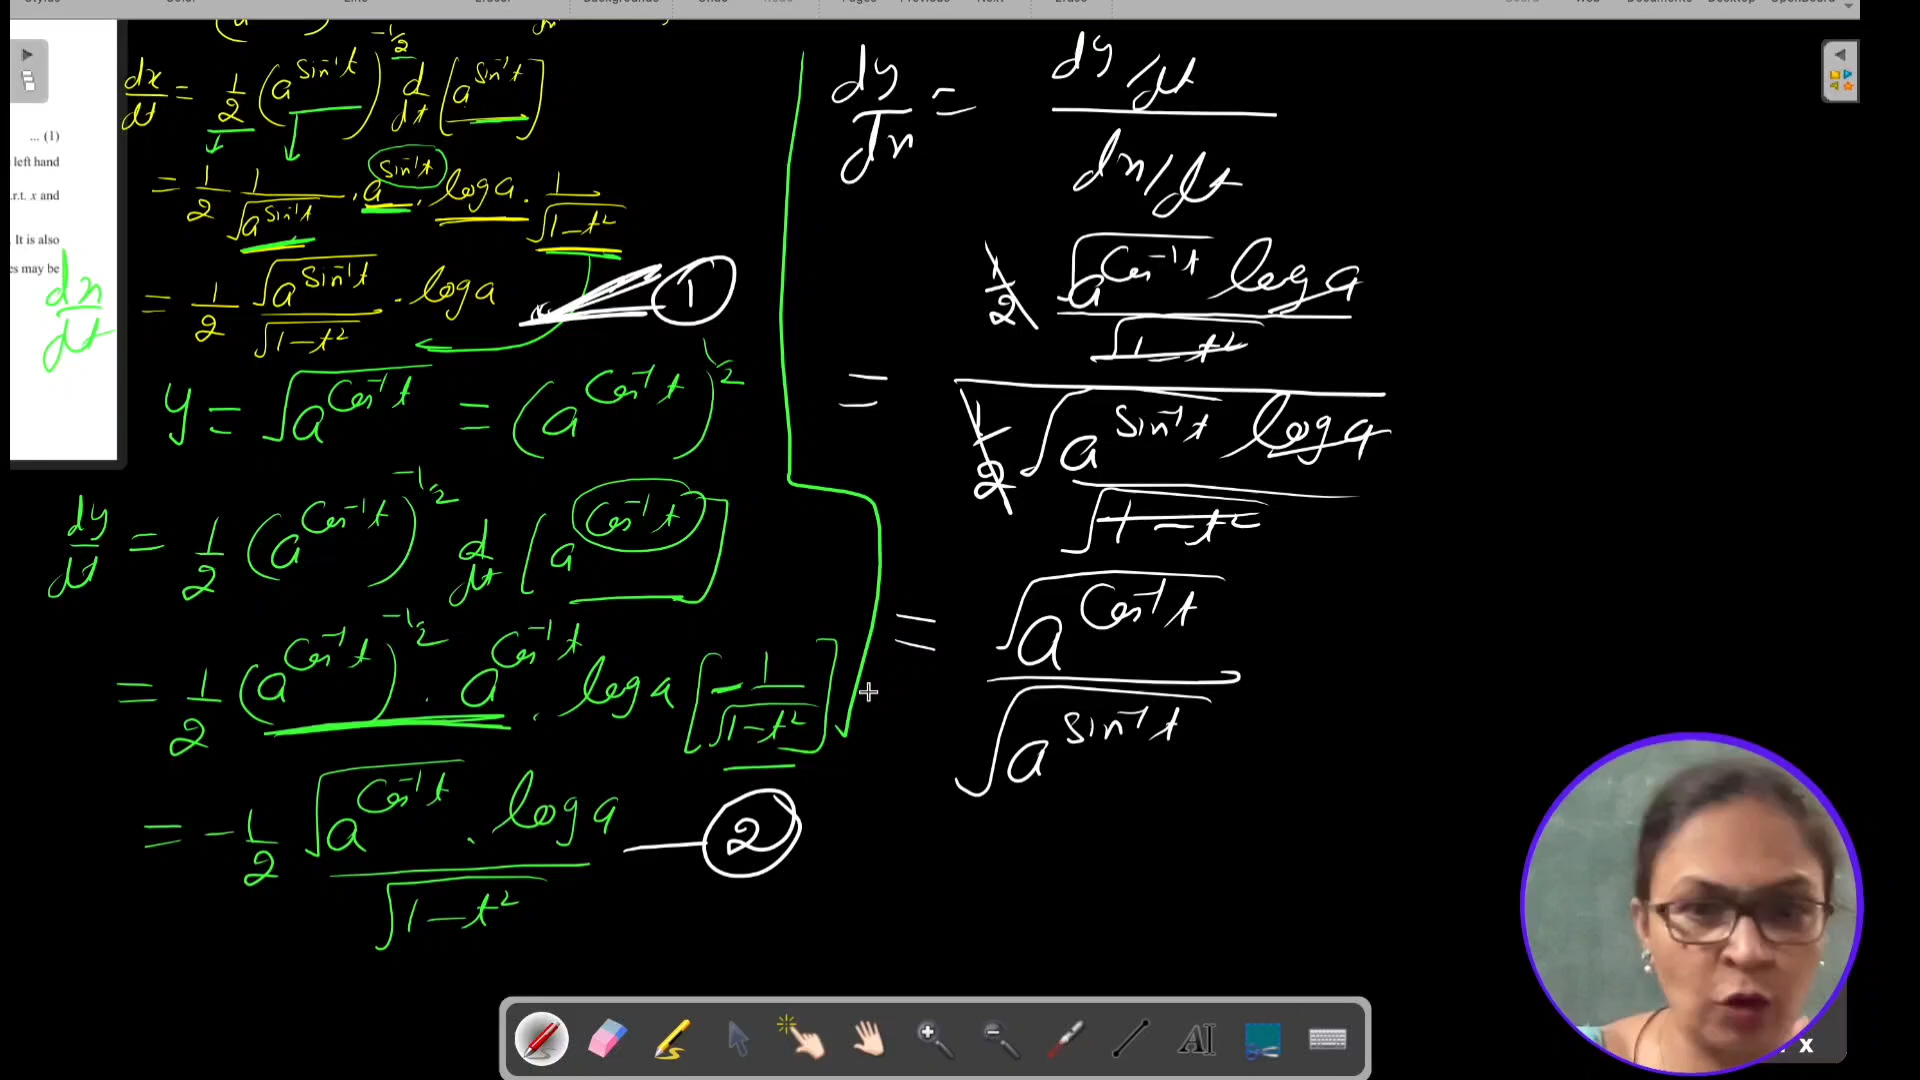 ... (1)
left hand
.r.t. x and
It is also
es may be
dx/dt
dx/dt = 1/2 (a^(Sin⁻¹t))^(-1/2) d/dt [a^(Sin⁻¹t)]
= 1/2 1/√(a^(Sin⁻¹t)) . a^(Sin⁻¹t) . log a . 1/√(1-t²)
= 1/2 √(a^(Sin⁻¹t))/√(1-t²) . log a ①
y = √(a^(Cos⁻¹t)) = (a^(Cos⁻¹t))^(1/2)
dy/dt = 1/2 (a^(Cos⁻¹t))^(-1/2) d/dt [a^(Cos⁻¹t)]
= 1/2 (a^(Cos⁻¹t))^(-1/2) . a^(Cos⁻¹t) . log a [-1/√(1-t²)]
= -1/2 √(a^(Cos⁻¹t)) . log a / √(1-t²) — ②
dy/dx = (dy/dt)/(dx/dt)
= (1/2 √(a^(Cos⁻¹t)) log a / √(1-t²)) / (1/2 √(a^(Sin⁻¹t)) log a / √(1-t²))
= √(a^(Cos⁻¹t)) / √(a^(Sin⁻¹t))
AI
x